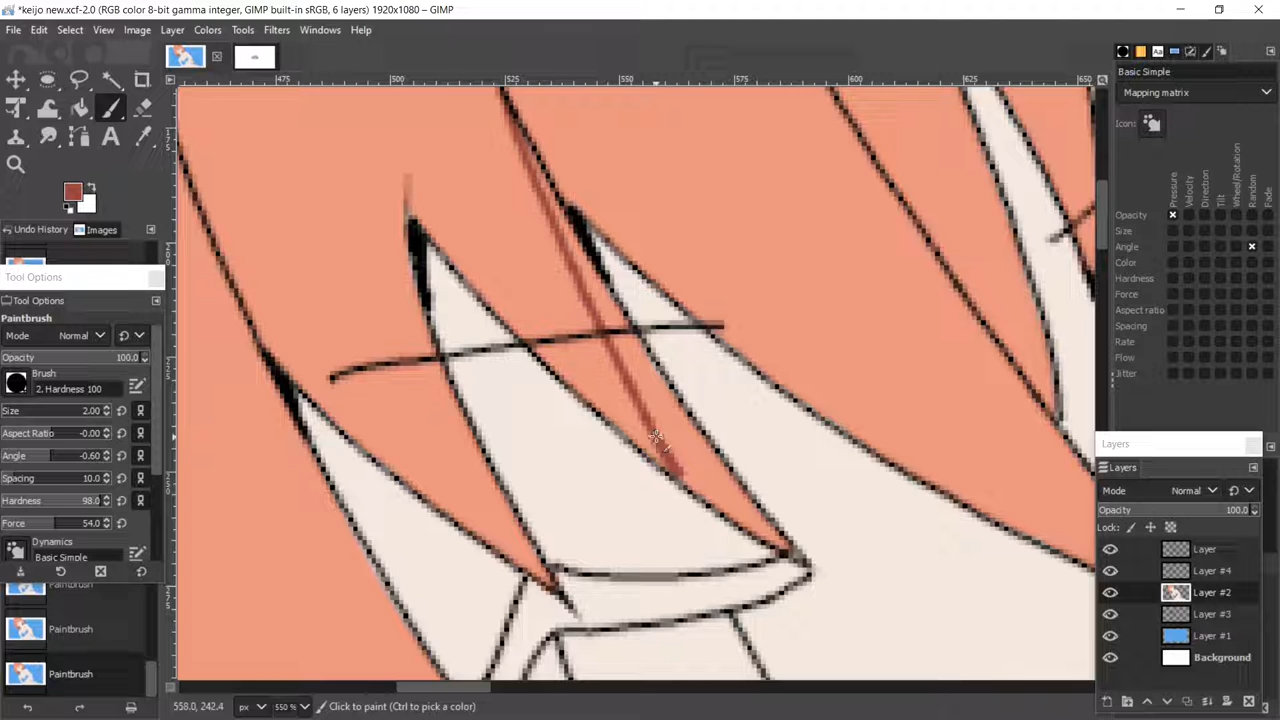 *keijo new.xcf-2.0 (RGB color 8-bit gamma integer, GIMP built-in sRGB, 6 layers) 1920x1080 – GIMP
File Edit Select View Image Layer Colors Tools Filters Windows Help
475 500 525 550 575 600 625 650
Basic Simple
Mapping matrix
Icon:
Pressure
Velocity
Direction
Tilt
Wheel/Rotation
Random
Fade
Opacity
Size
Angle
Color
Hardness
Force
Aspect ratio
Spacing
Rate
Flow
Jitter
Undo History Images
Tool Options
Tool Options
Paintbrush
Mode Normal
Opacity 100.0
Brush
2. Hardness 100
Size 2.00
Aspect Ratio -0.00
Angle -0.60
Spacing 10.0
Hardness 98.0
Force 54.0
Dynamics
Basic Simple
Paintbrush
Paintbrush
Paintbrush
Layers
Layers
Mode Normal
Opacity 100.0
Lock:
Layer
Layer #4
Layer #2
Layer #3
Layer #1
Background
558.0, 242.4 px 550 % Click to paint (Ctrl to pick a color)